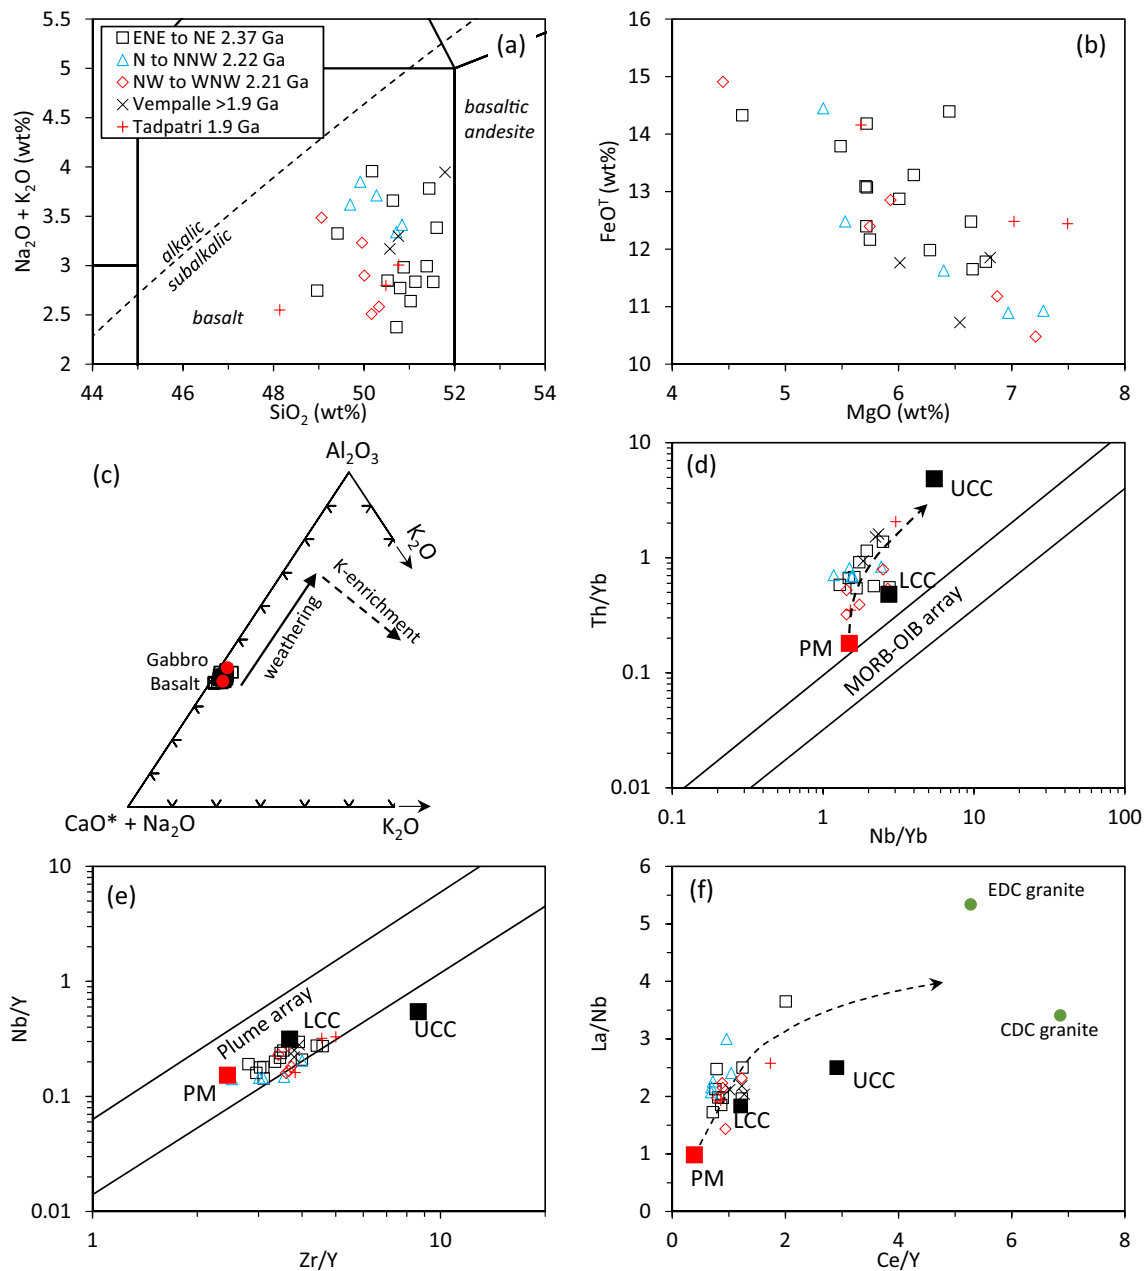 (a)
5.5
5
4.5
4
3.5
3
2.5
2
Na₂O + K₂O (wt%)
ENE to NE 2.37 Ga
N to NNW 2.22 Ga
NW to WNW 2.21 Ga
Vempalle >1.9 Ga
Tadpatri 1.9 Ga
basaltic
andesite
alkalic
subalkalic
basalt
44 46 48 50 52 54
SiO₂ (wt%)
(b)
16
15
14
13
12
11
10
FeOᵀ (wt%)
4 5 6 7 8
MgO (wt%)
(c)
Al₂O₃
K₂O
K-enrichment
weathering
Gabbro
Basalt
CaO* + Na₂O
K₂O
(d)
10
1
0.1
0.01
Th/Yb
UCC
LCC
PM
MORB-OIB array
0.1 1 10 100
Nb/Yb
(e)
10
1
0.1
0.01
Nb/Y
Plume array
LCC
UCC
PM
1 10
Zr/Y
(f)
6
5
4
3
2
1
0
La/Nb
EDC granite
CDC granite
UCC
LCC
PM
0 2 4 6 8
Ce/Y